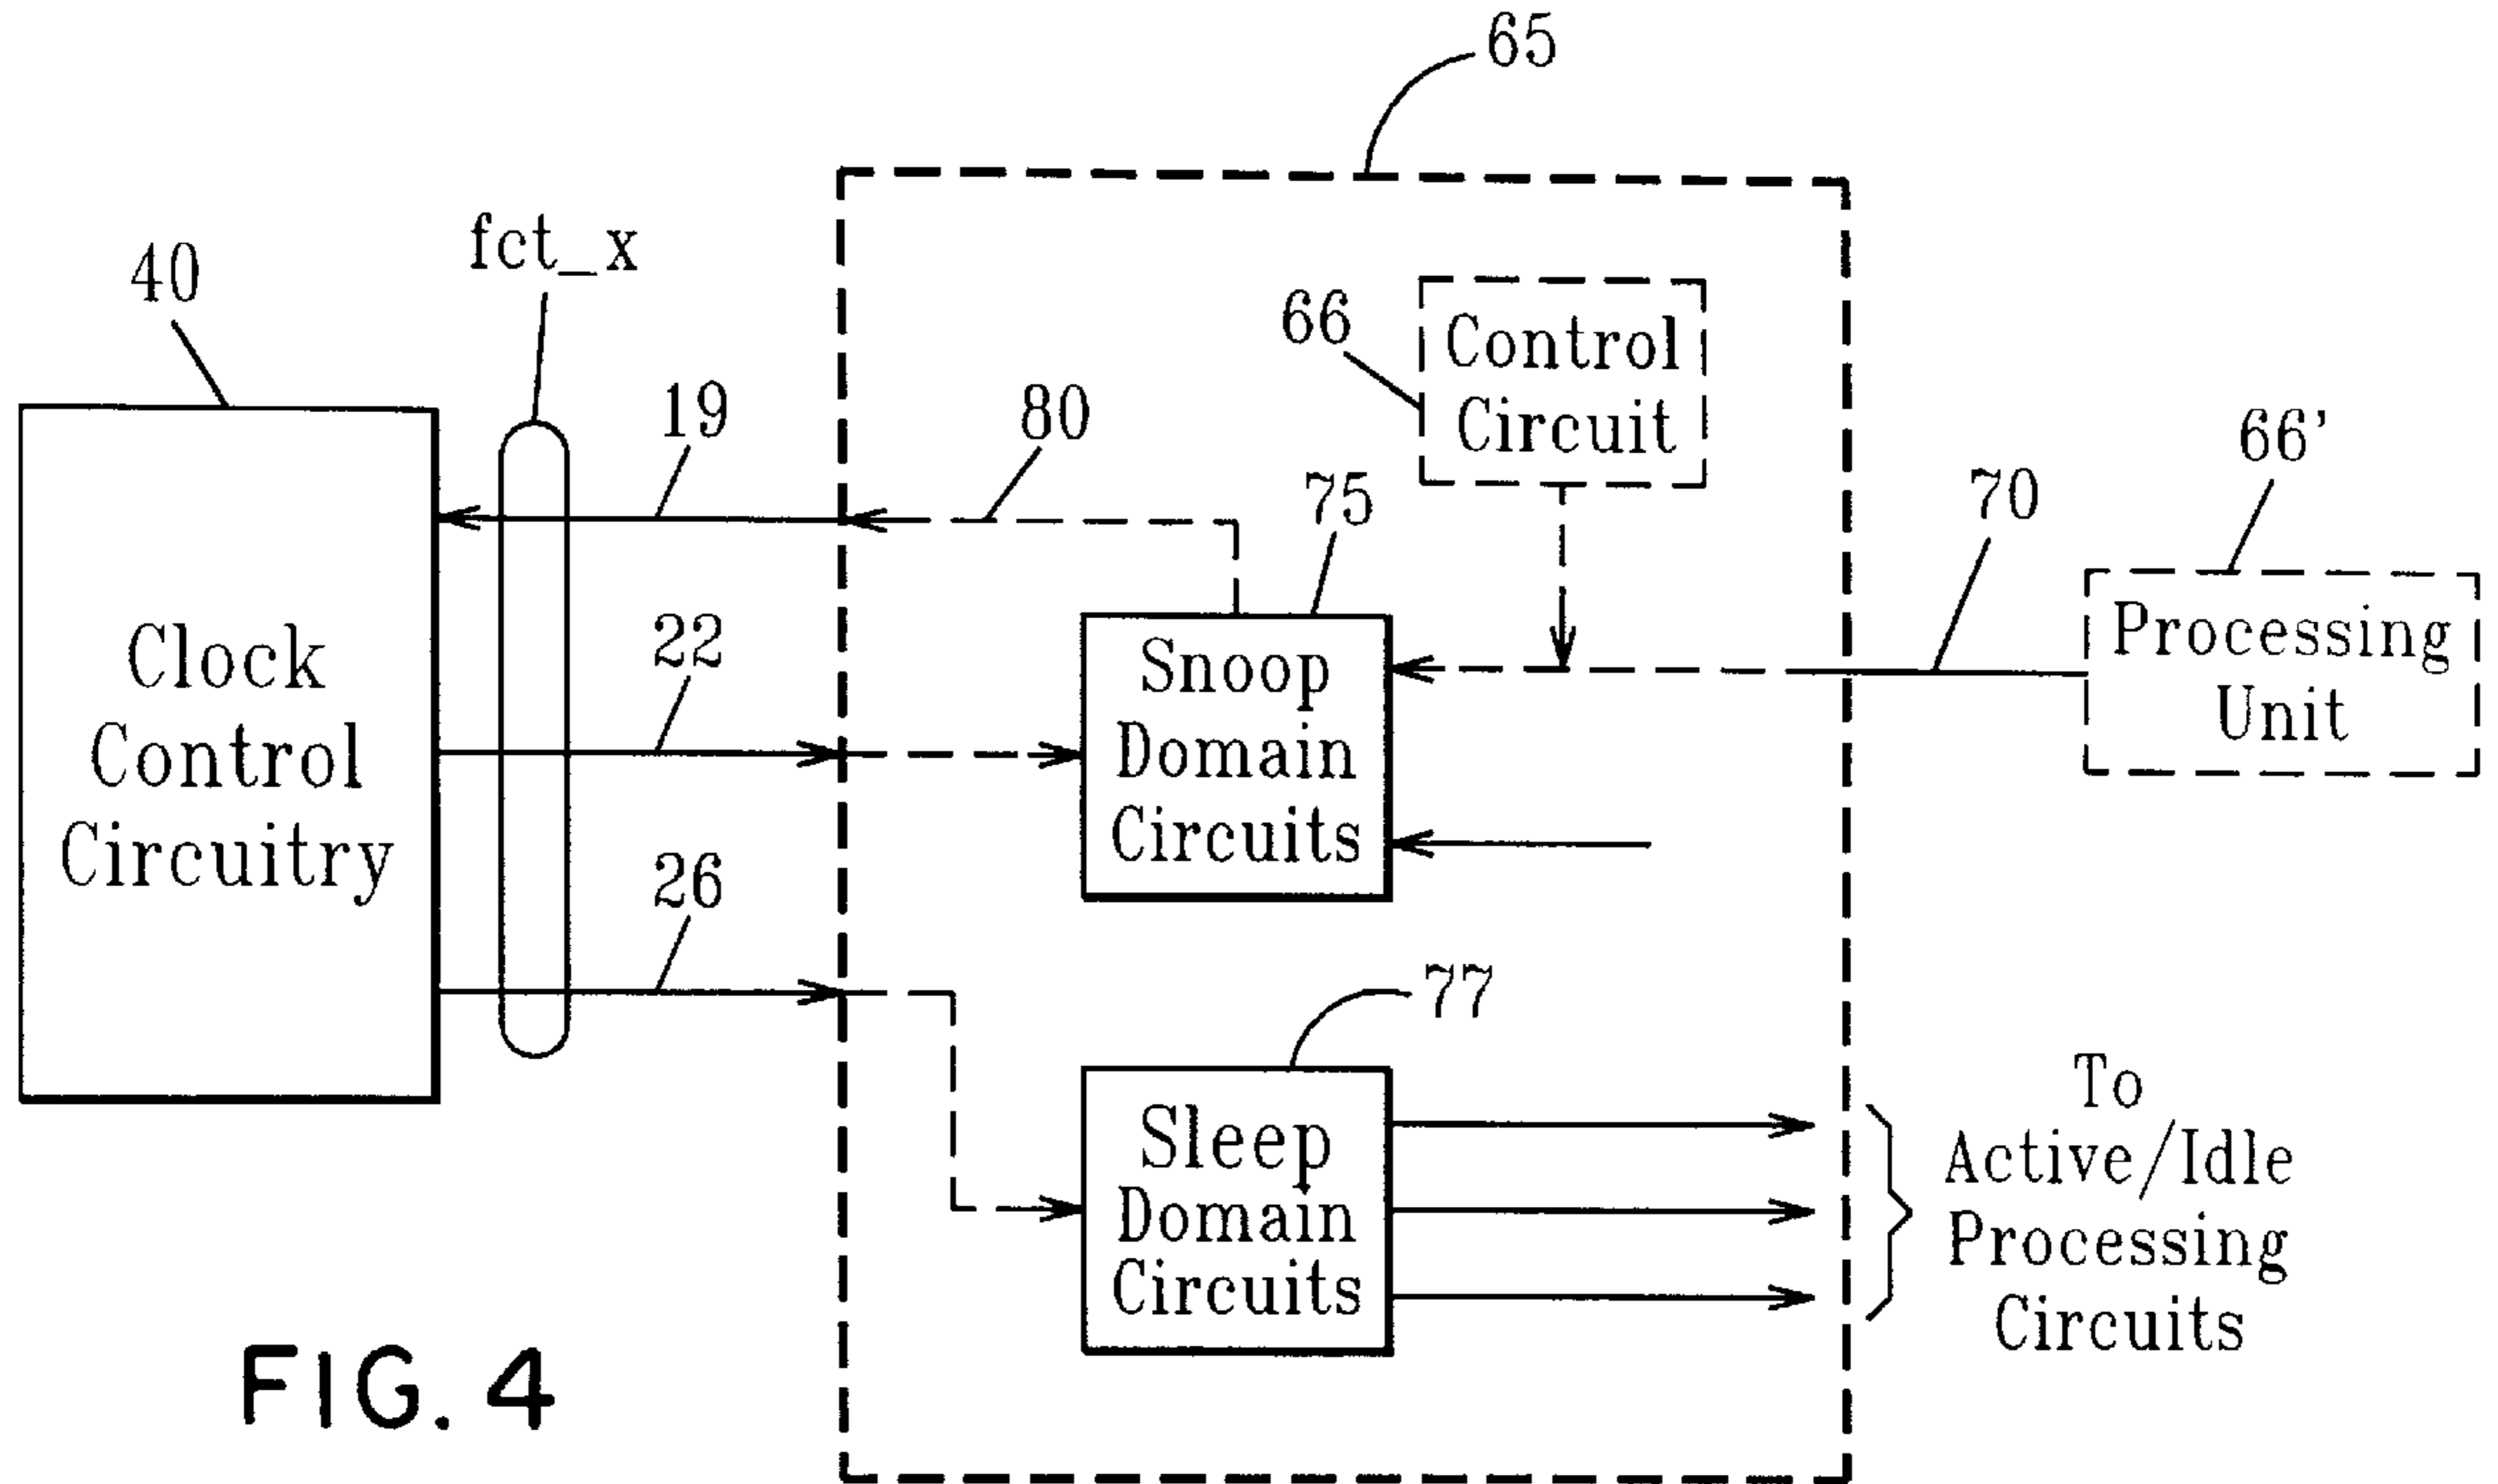 65
fct_x
40
66
Control
Circuit
19
80
75
66'
70
Clock
Control
Circuitry
22
Snoop
Domain
Circuits
Processing
Unit
26
77
Sleep
Domain
Circuits
To
Active/Idle
Processing
Circuits
FIG. 4